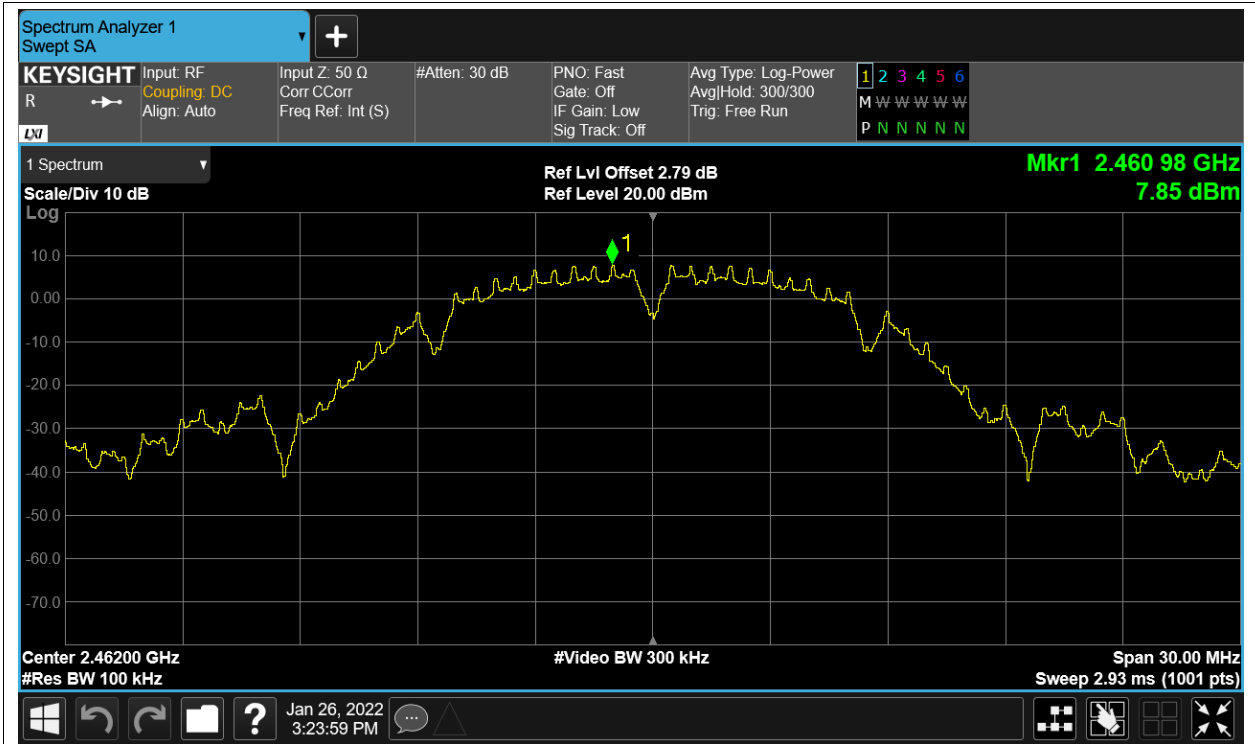 Spectrum Analyzer 1
Swept SA
KEYSIGHT
R
LXI
Input: RF
Coupling: DC
Align: Auto
Input Z: 50 Ω
Corr CCorr
Freq Ref: Int (S)
#Atten: 30 dB
PNO: Fast
Gate: Off
IF Gain: Low
Sig Track: Off
Avg Type: Log-Power
Avg|Hold: 300/300
Trig: Free Run
1 2 3 4 5 6
M W W W W W
P N N N N N
1 Spectrum
Scale/Div 10 dB
Log
Ref Lvl Offset 2.79 dB
Ref Level 20.00 dBm
Mkr1 2.460 98 GHz
7.85 dBm
1
10.0
0.00
-10.0
-20.0
-30.0
-40.0
-50.0
-60.0
-70.0
Center 2.46200 GHz
#Res BW 100 kHz
#Video BW 300 kHz
Span 30.00 MHz
Sweep 2.93 ms (1001 pts)
?
Jan 26, 2022
3:23:59 PM